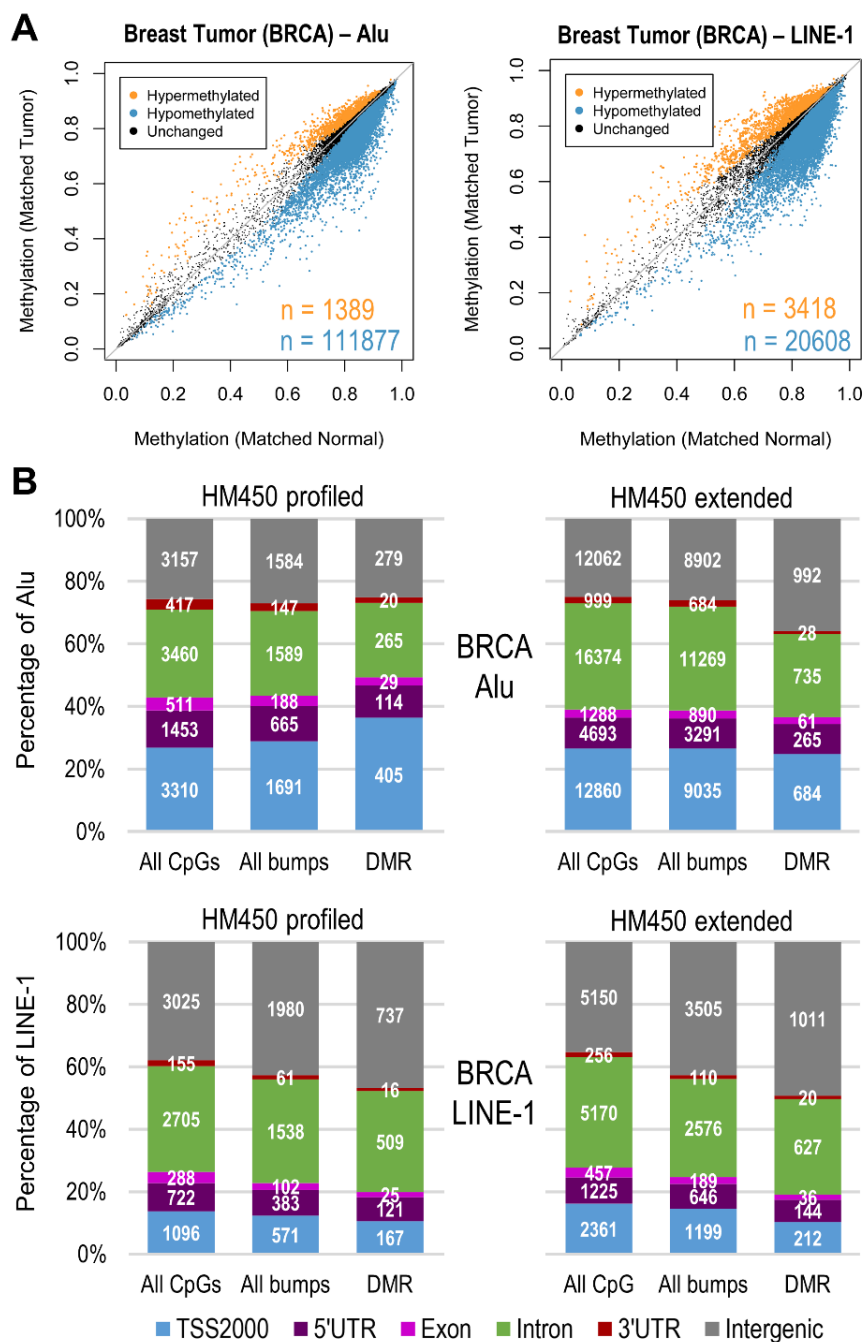 A
Breast Tumor (BRCA) – Alu
Breast Tumor (BRCA) – LINE-1
Methylation (Matched Tumor)
1.0
0.8
0.6
0.4
0.2
0.0
Hypermethylated
Hypomethylated
Unchanged
n = 1389
n = 111877
0.0 0.2 0.4 0.6 0.8 1.0
Methylation (Matched Normal)
Methylation (Matched Tumor)
1.0
0.8
0.6
0.4
0.2
0.0
Hypermethylated
Hypomethylated
Unchanged
n = 3418
n = 20608
0.0 0.2 0.4 0.6 0.8 1.0
Methylation (Matched Normal)
B
HM450 profiled
Percentage of Alu
100%
80%
60%
40%
20%
0%
3157 1584 279
417 147 20
3460 1589 265
511 188 29
1453 665 114
3310 1691 405
All CpGs All bumps DMR
BRCA
Alu
HM450 extended
12062 8902 992
999 684 28
16374 11269 735
1288 890 61
4693 3291 265
12860 9035 684
All CpGs All bumps DMR
HM450 profiled
Percentage of LINE-1
100%
80%
60%
40%
20%
0%
3025 1980 737
155 61 16
2705 1538 509
288 102 25
722 383 121
1096 571 167
All CpGs All bumps DMR
BRCA
LINE-1
HM450 extended
5150 3505 1011
256 110 20
5170 2576 627
457 189 36
1225 646 144
2361 1199 212
All CpG All bumps DMR
TSS2000 5'UTR Exon Intron 3'UTR Intergenic